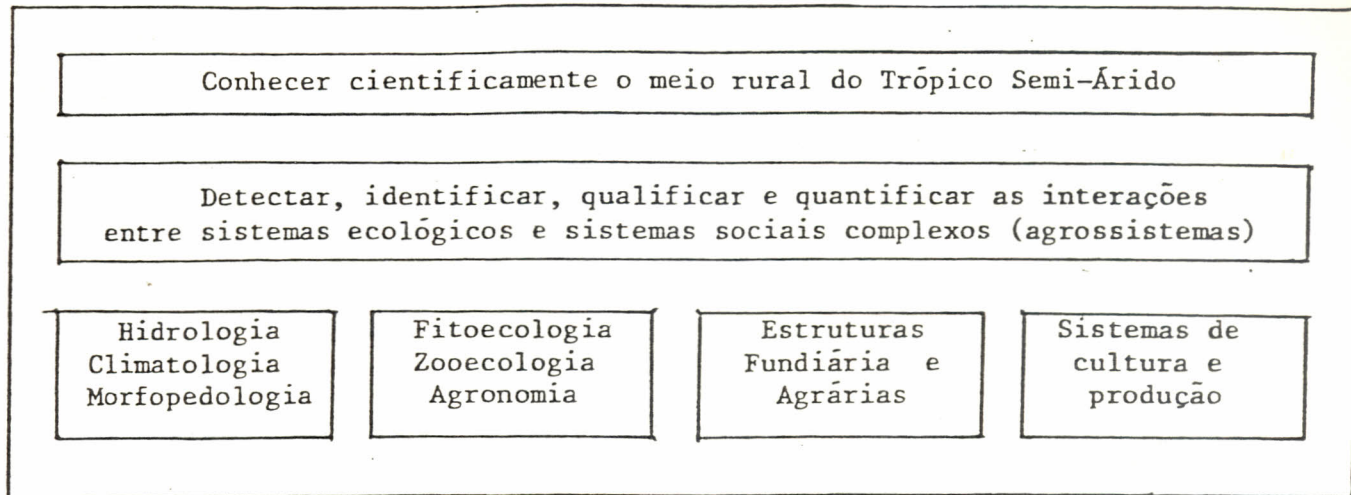 Conhecer cientificamente o meio rural do Trópico Semi-Árido
Detectar, identificar, qualificar e quantificar as interações
entre sistemas ecológicos e sistemas sociais complexos (agrossistemas)
Hidrologia
Climatologia
Morfopedologia
Fitoecologia
Zooecologia
Agronomia
Estruturas
Fundiária e
Agrárias
Sistemas de
cultura e
produção